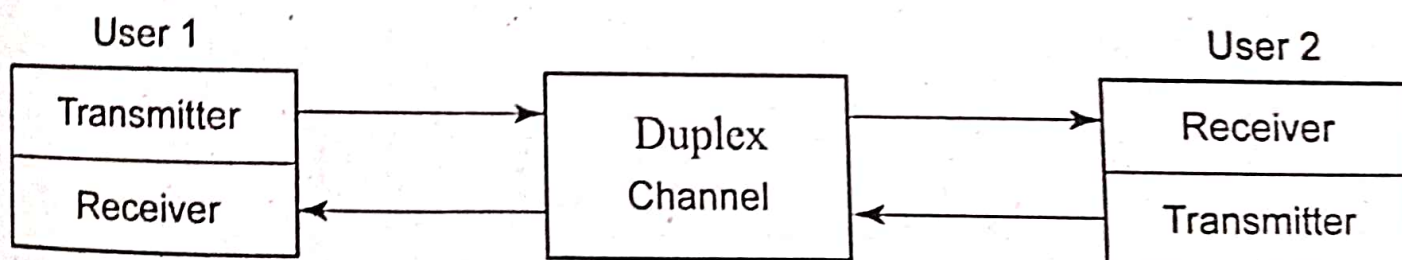 User 1
User 2
Transmitter
Receiver
Duplex
Channel
Receiver
Transmitter